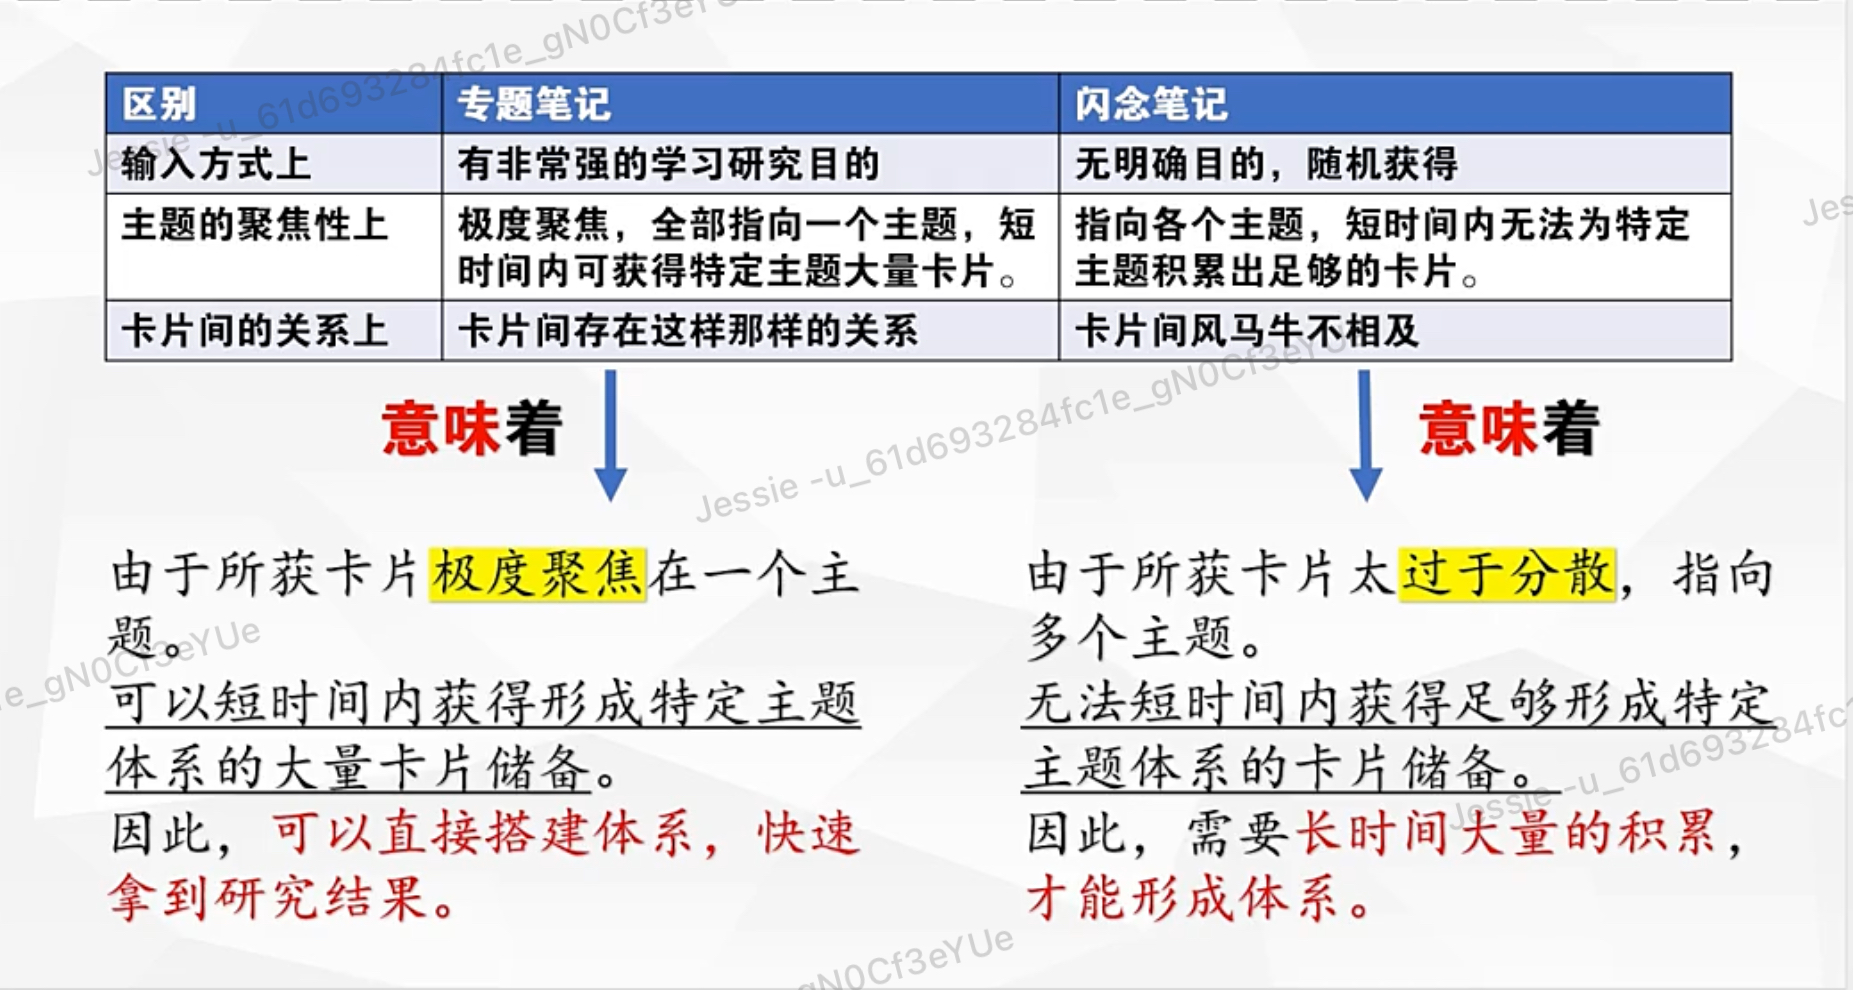 区别 专题笔记 闪念笔记
输入方式上 有非常强的学习研究目的 无明确目的，随机获得
主题的聚焦性上 极度聚焦，全部指向一个主题，短 指向各个主题，短时间内无法为特定
时间内可获得特定主题大量卡片。 主题积累出足够的卡片。
卡片间的关系上 卡片间存在这样那样的关系 卡片间风马牛不相及
意味着 意味着
由于所获卡片极度聚焦在一个主
题。
可以短时间内获得形成特定主题
体系的大量卡片储备。
因此，可以直接搭建体系，快速
拿到研究结果。
由于所获卡片太过于分散，指向
多个主题。
无法短时间内获得足够形成特定
主题体系的卡片储备。
因此，需要长时间大量的积累，
才能形成体系。
Jessie -u_61d693284fc1e_gN0Cf3eYUe